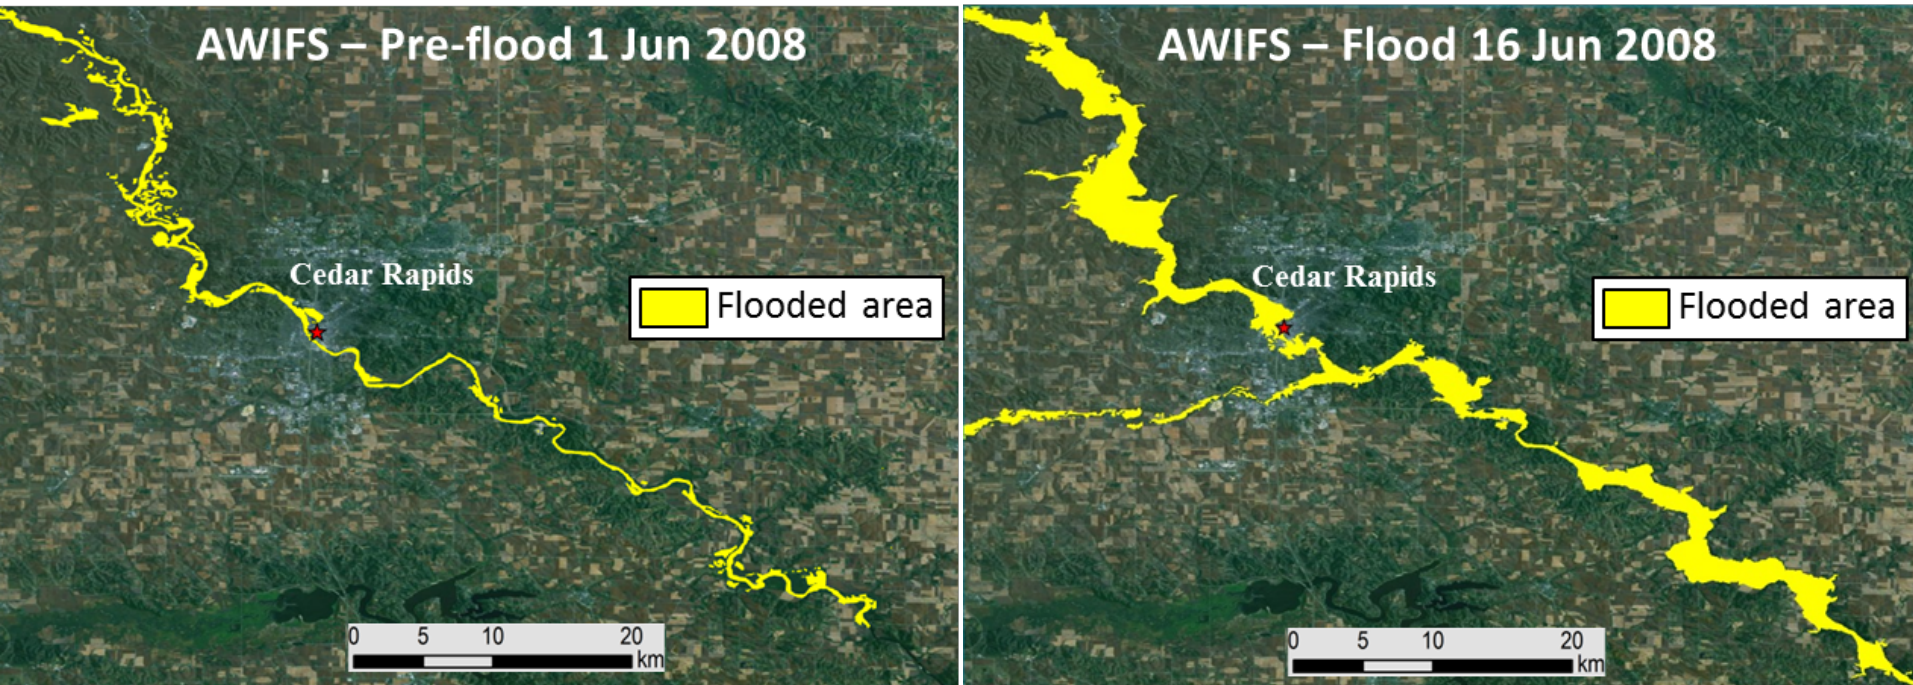 AWIFS – Pre-flood 1 Jun 2008
Cedar Rapids
Flooded area
0 5 10 20
km
AWIFS – Flood 16 Jun 2008
Cedar Rapids
Flooded area
0 5 10 20
km